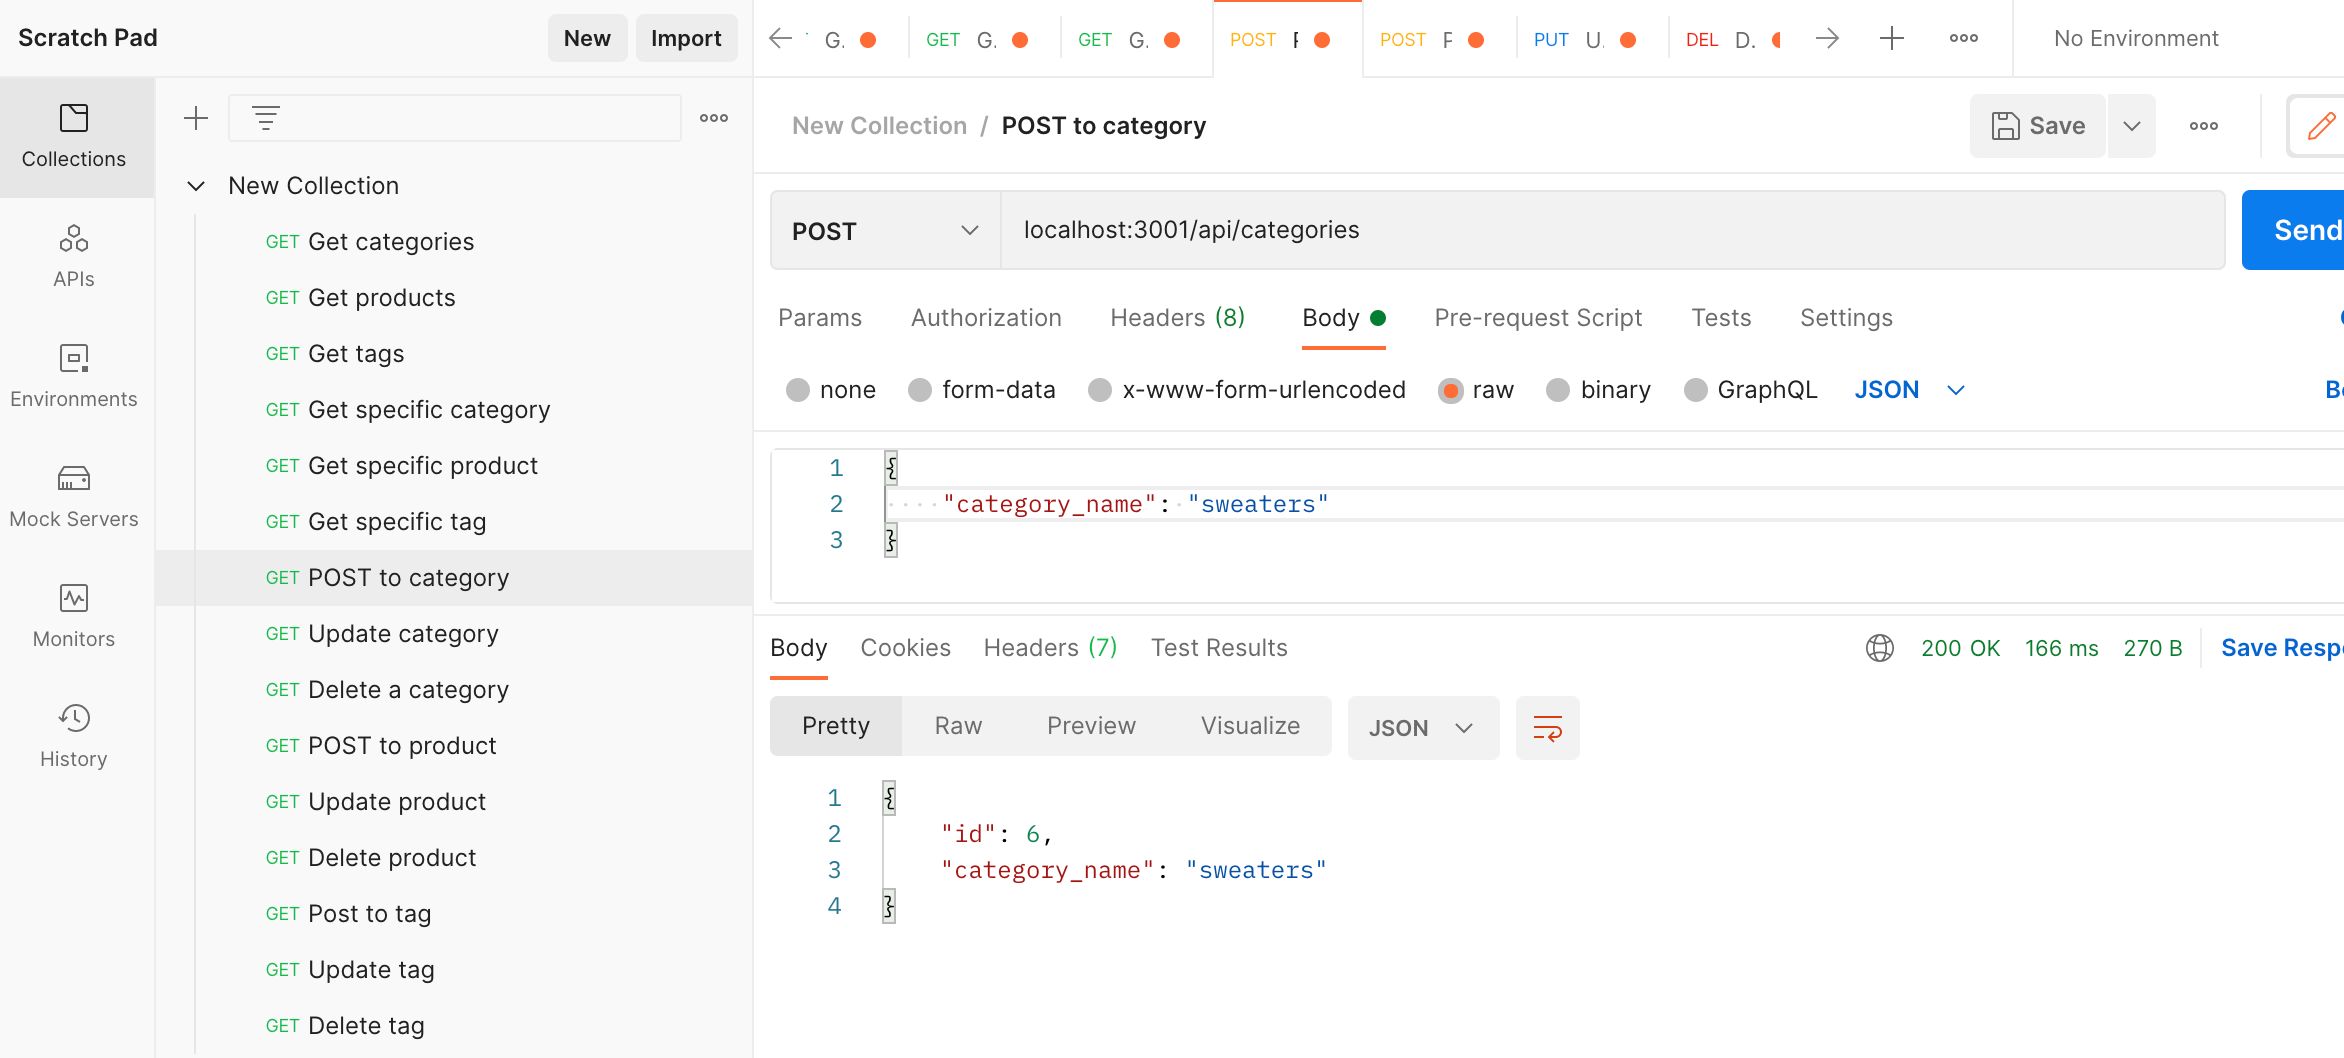 Scratch Pad
New
Import
G.
GET G.
GET G.
POST
POST
PUT U.
DEL D.
No Environment
Collections
APIs
Environments
Mock Servers
Monitors
History
New Collection
GET Get categories
GET Get products
GET Get tags
GET Get specific category
GET Get specific product
GET Get specific tag
GET POST to category
GET Update category
GET Delete a category
GET POST to product
GET Update product
GET Delete product
GET Post to tag
GET Update tag
GET Delete tag
New Collection / POST to category
Save
POST
localhost:3001/api/categories
Send
Params Authorization Headers (8) Body Pre-request Script Tests Settings
none form-data x-www-form-urlencoded raw binary GraphQL JSON
1 {
2 "category_name": "sweaters"
3 }
Body Cookies Headers (7) Test Results
200 OK 166 ms 270 B Save Resp
Pretty Raw Preview Visualize JSON
1 {
2 "id": 6,
3 "category_name": "sweaters"
4 }